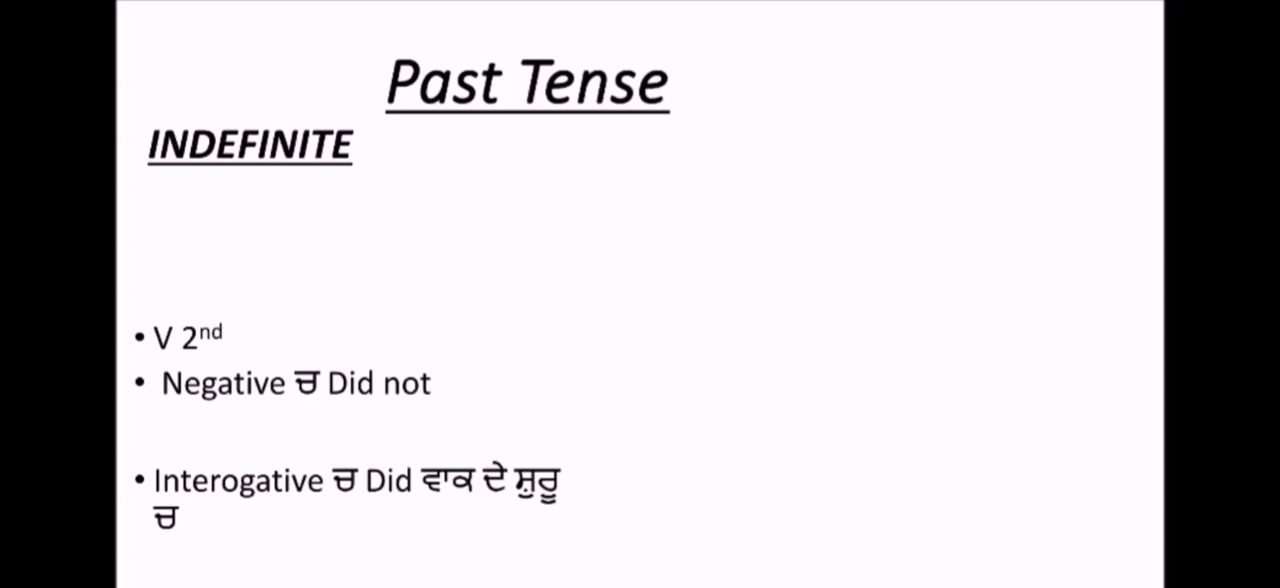 Past Tense
INDEFINITE
• V 2nd
• Negative ਚ Did not
• Interogative ਚ Did ਵਾਕ ਦੇ ਸ਼ੁਰੂ
ਚ